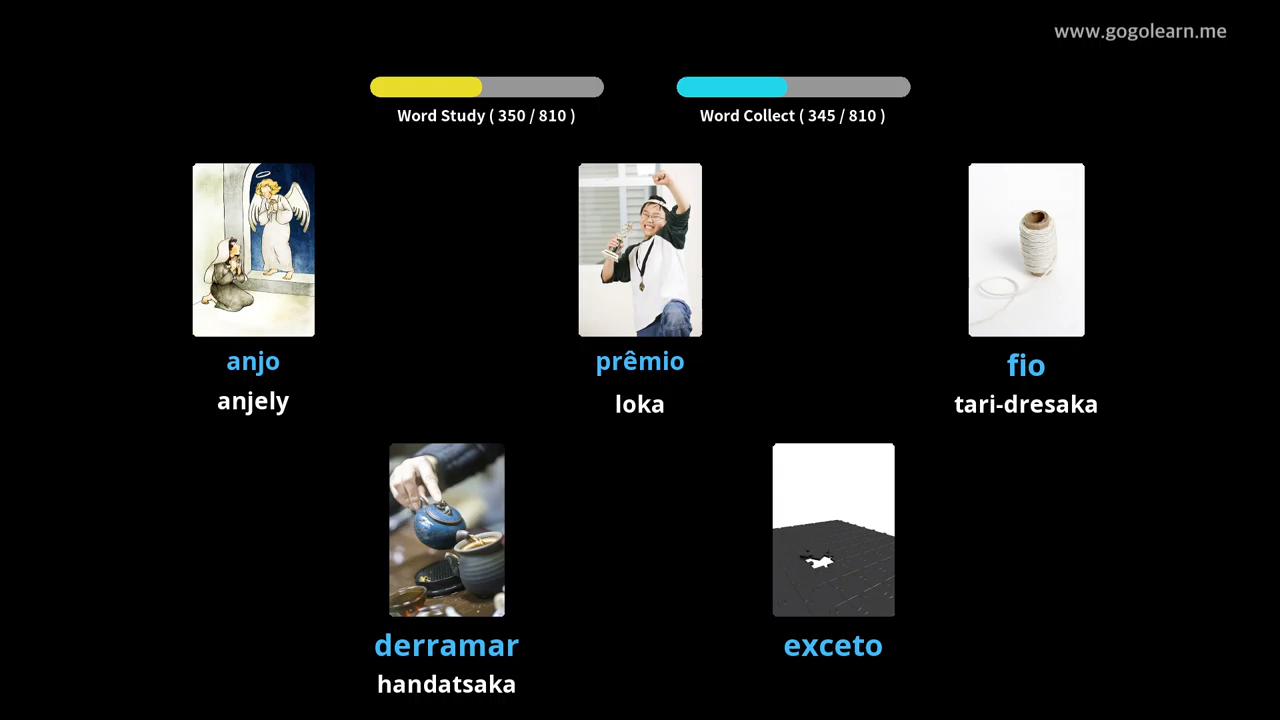 www.gogolearn.me
Word Study ( 350 / 810 )
Word Collect ( 345 / 810 )
anjo
prêmio
fio
anjely
loka
tari-dresaka
derramar
exceto
handatsaka